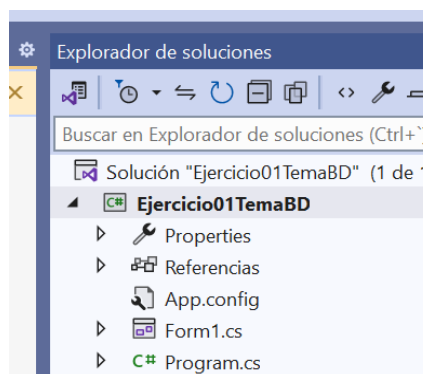 Explorador de soluciones
Buscar en Explorador de soluciones (Ctrl+`)
Solución "Ejercicio01TemaBD" (1 de 1
C# Ejercicio01TemaBD
Properties
Referencias
App.config
Form1.cs
C# Program.cs